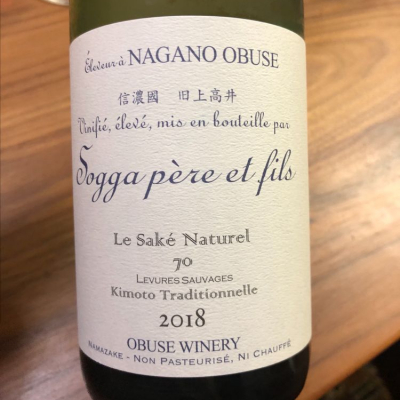 Éleveur à NAGANO OBUSE
信濃國 旧上高井
Vinifié, élevé, mis en bouteille par
Sogga père et fils
Le Saké Naturel
70
LEVURES SAUVAGES
Kimoto Traditionnelle
2018
OBUSE WINERY
NAMAZAKE - NON PASTEURISÉ, NI CHAUFFÉ